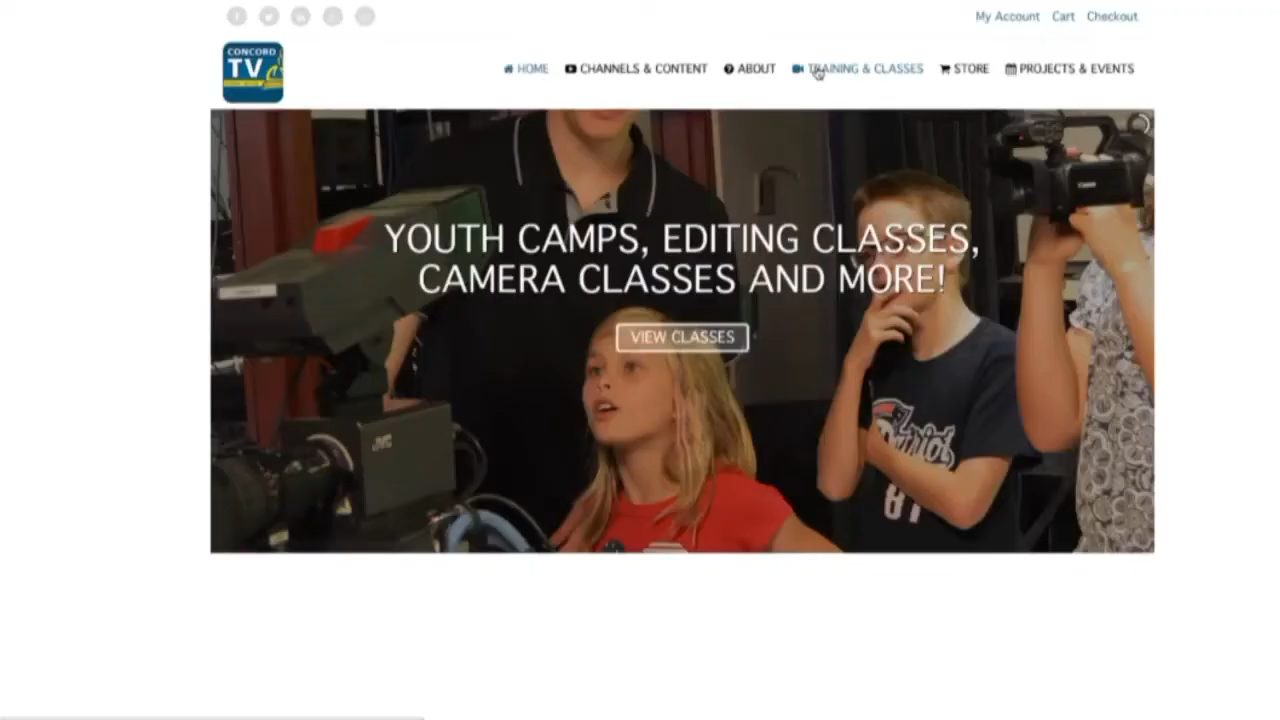 My Account Cart Checkout
CONCORD
TV
HOME CHANNELS & CONTENT ABOUT TRAINING & CLASSES STORE PROJECTS & EVENTS
YOUTH CAMPS, EDITING CLASSES,
CAMERA CLASSES AND MORE!
VIEW CLASSES
Canon
JVC
Patriots
81